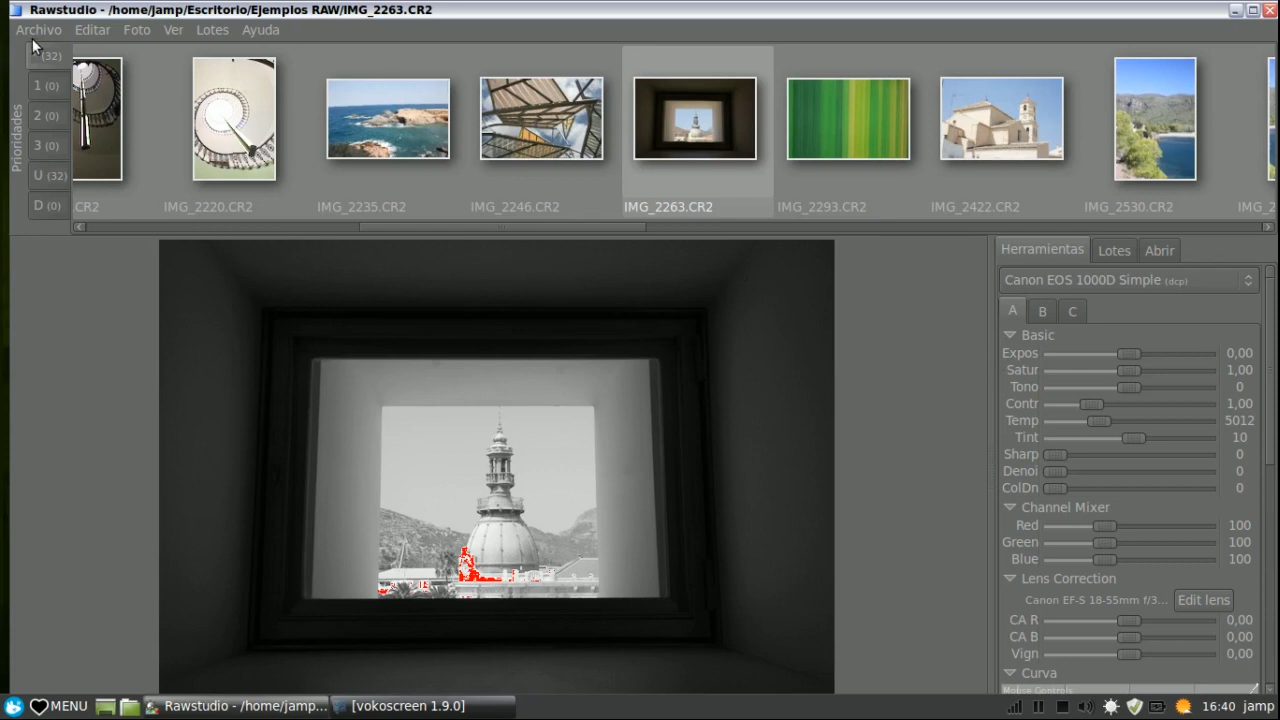 Rawstudio - /home/jamp/Escritorio/Ejemplos RAW/IMG_2263.CR2
Archivo Editar Foto Ver Lotes Ayuda
Prioridades
(32)
1 (0)
2 (0)
3 (0)
U (32)
D (0)
CR2 IMG_2220.CR2 IMG_2235.CR2 IMG_2246.CR2 IMG_2263.CR2 IMG_2293.CR2 IMG_2422.CR2 IMG_2530.CR2 IMG_2
Herramientas Lotes Abrir
Canon EOS 1000D Simple (dcp)
A B C
Basic
Expos 0,00
Satur 1,00
Tono 0
Contr 1,00
Temp 5012
Tint 10
Sharp 0
Denoi 0
ColDn 0
Channel Mixer
Red 100
Green 100
Blue 100
Lens Correction
Canon EF-S 18-55mm f/3... Edit lens
CA R 0,00
CA B 0,00
Vign 0,00
Curva
Mouse Controls
MENU Rawstudio - /home/jamp... [vokoscreen 1.9.0] 16:40 jamp